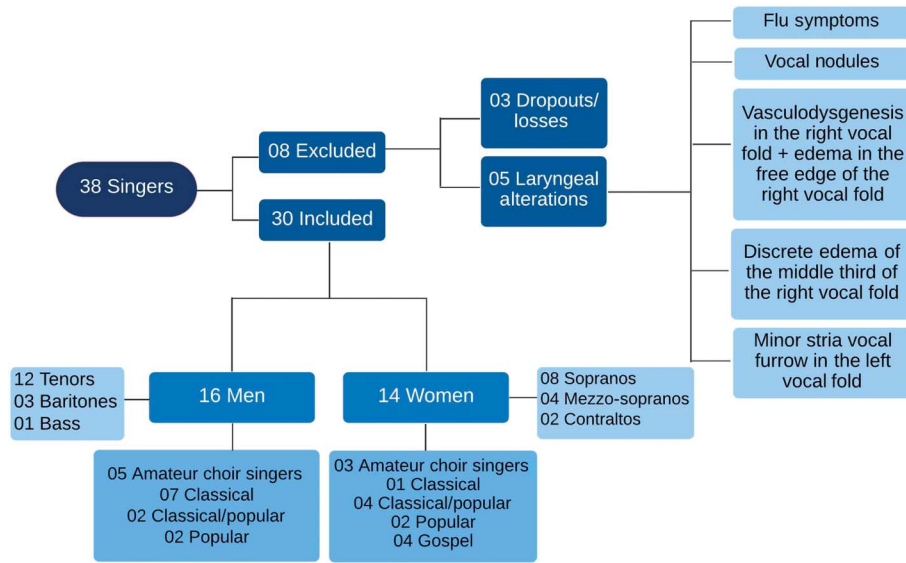 38 Singers
08 Excluded
30 Included
03 Dropouts/
losses
05 Laryngeal
alterations
Flu symptoms
Vocal nodules
Vasculodysgenesis
in the right vocal
fold + edema in the
free edge of the
right vocal fold
Discrete edema of
the middle third of
the right vocal fold
Minor stria vocal
furrow in the left
vocal fold
12 Tenors
03 Baritones
01 Bass
16 Men
14 Women
08 Sopranos
04 Mezzo-sopranos
02 Contraltos
05 Amateur choir singers
07 Classical
02 Classical/popular
02 Popular
03 Amateur choir singers
01 Classical
04 Classical/popular
02 Popular
04 Gospel